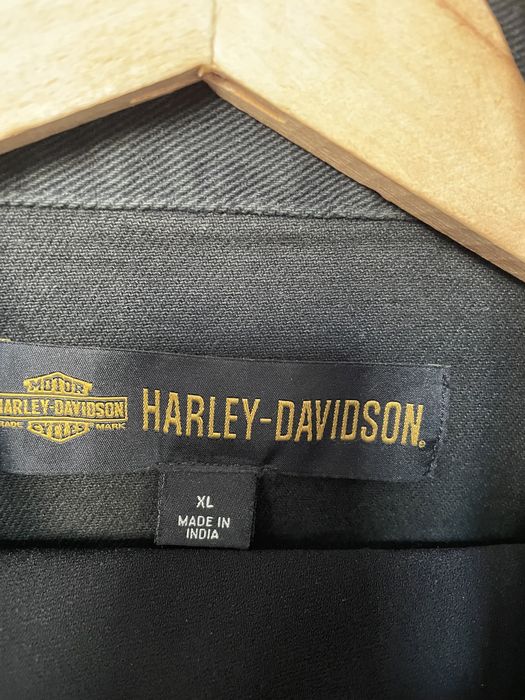 MOTOR
HARLEY-DAVIDSON
TRADE MARK
CYCLES
HARLEY-DAVIDSON
XL
MADE IN
INDIA